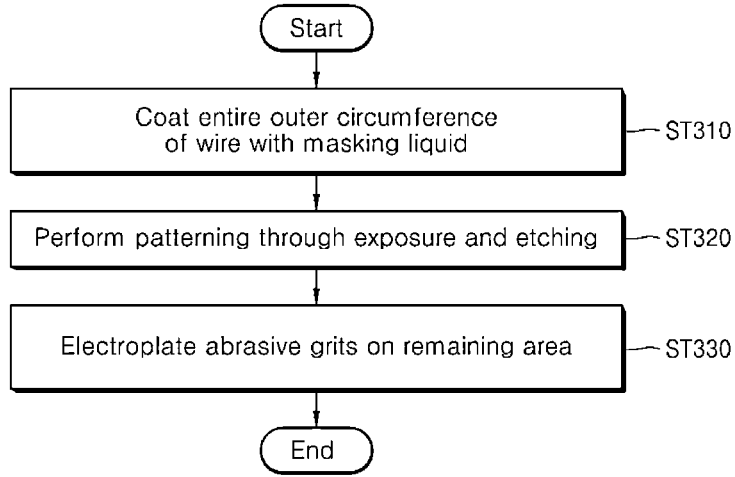 Start
Coat entire outer circumference
of wire with masking liquid
ST310
Perform patterning through exposure and etching
ST320
Electroplate abrasive grits on remaining area
ST330
End